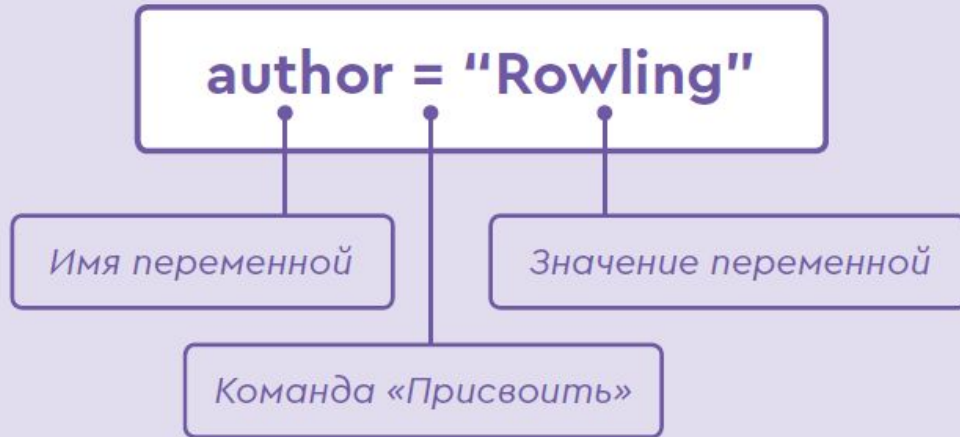 author = “Rowling”
Имя переменной
Значение переменной
Команда «Присвоить»